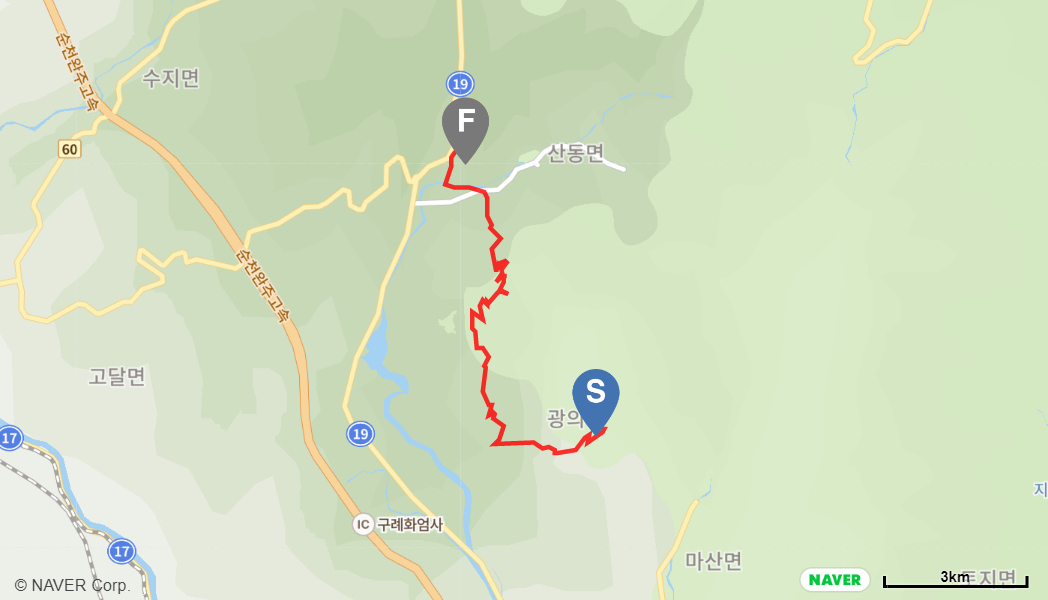 순천완주고속
수지면
19
F
60
산동면
순천완주고속
고달면
S
광의
19
17
지
IC 구례화엄사
17
마산면
© NAVER Corp.
NAVER
3km
토지면